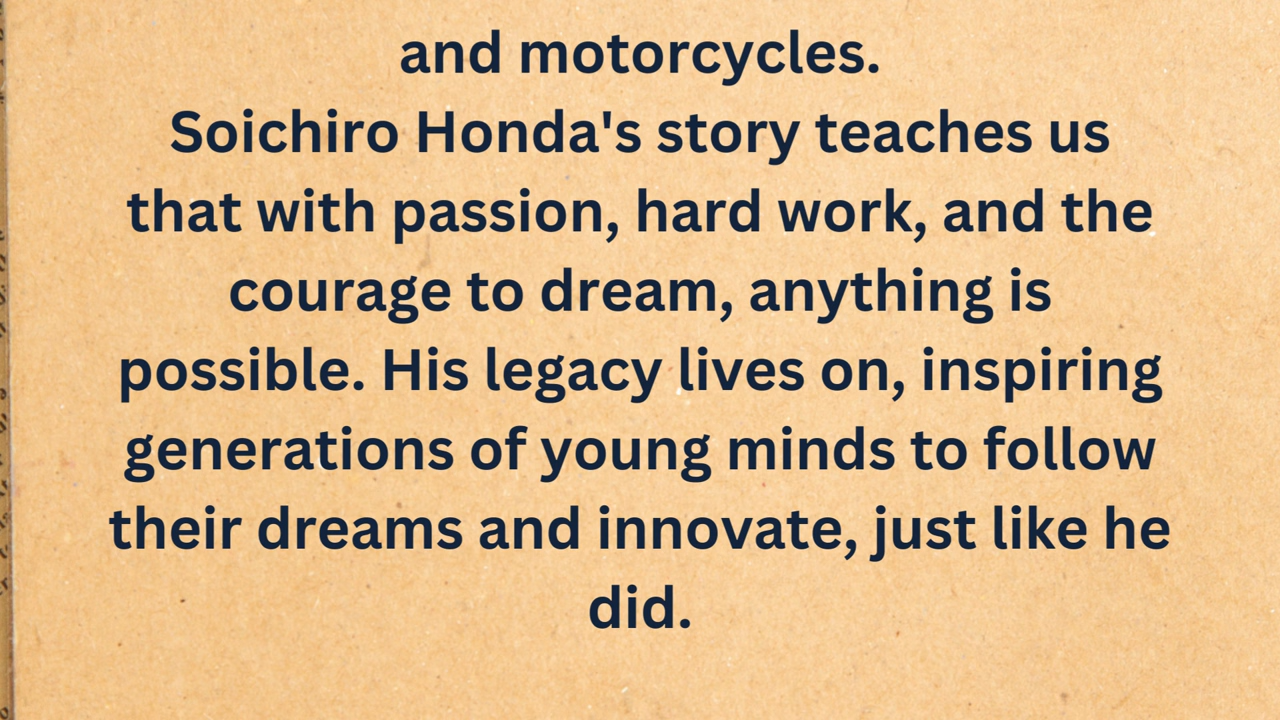 and motorcycles.
Soichiro Honda's story teaches us
that with passion, hard work, and the
courage to dream, anything is
possible. His legacy lives on, inspiring
generations of young minds to follow
their dreams and innovate, just like he
did.